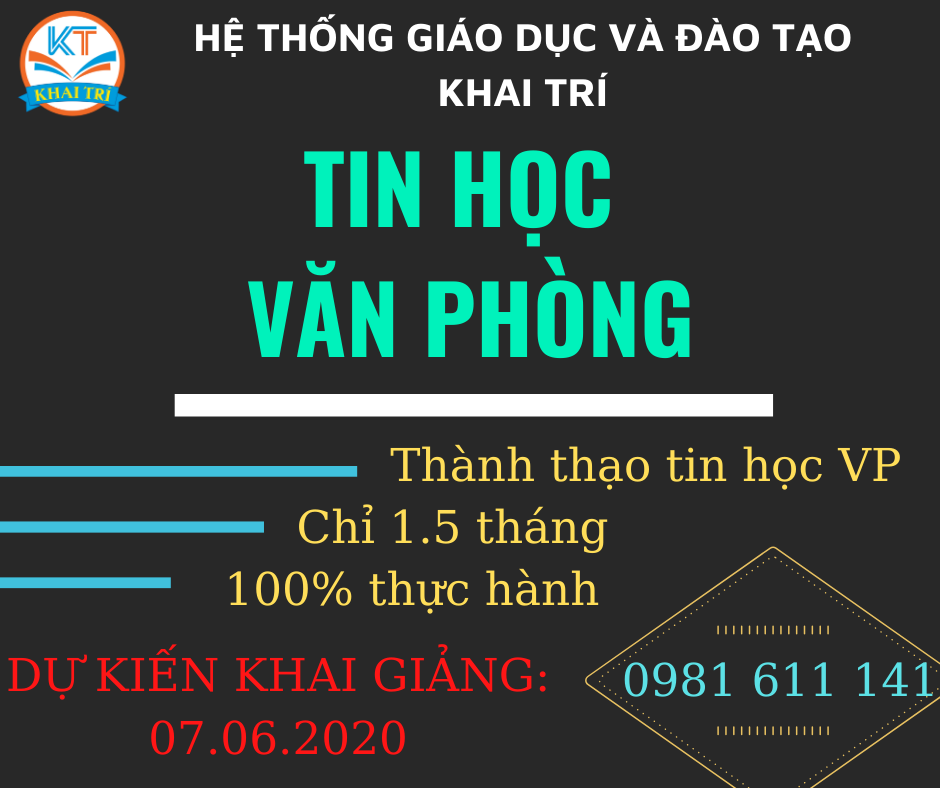 KT
KHAI TRÍ
HỆ THỐNG GIÁO DỤC VÀ ĐÀO TẠO
KHAI TRÍ
TIN HỌC
VĂN PHÒNG
Thành thạo tin học VP
Chỉ 1.5 tháng
100% thực hành
DỰ KIẾN KHAI GIẢNG:
07.06.2020
0981 611 141